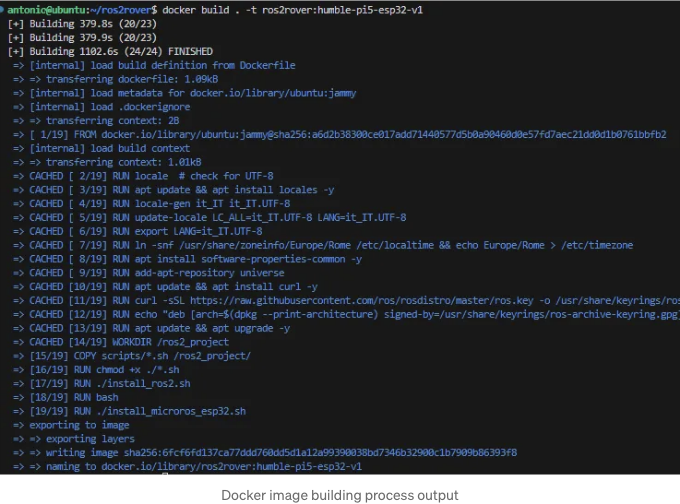 antonio@ubuntu:~/ros2rover$ docker build . -t ros2rover:humble-pi5-esp32-v1
[+] Building 379.8s (20/23)
[+] Building 379.9s (20/23)
[+] Building 1102.6s (24/24) FINISHED
=> [internal] load build definition from Dockerfile
=> => transferring dockerfile: 1.09kB
=> [internal] load metadata for docker.io/library/ubuntu:jammy
=> [internal] load .dockerignore
=> => transferring context: 2B
=> [ 1/19] FROM docker.io/library/ubuntu:jammy@sha256:a6d2b38300ce017add71440577d5b0a90460d0e57fd7aec21dd0d1b0761bbfb2
=> [internal] load build context
=> => transferring context: 1.01kB
=> CACHED [ 2/19] RUN locale  # check for UTF-8
=> CACHED [ 3/19] RUN apt update && apt install locales -y
=> CACHED [ 4/19] RUN locale-gen it_IT it_IT.UTF-8
=> CACHED [ 5/19] RUN update-locale LC_ALL=it_IT.UTF-8 LANG=it_IT.UTF-8
=> CACHED [ 6/19] RUN export LANG=it_IT.UTF-8
=> CACHED [ 7/19] RUN ln -snf /usr/share/zoneinfo/Europe/Rome /etc/localtime && echo Europe/Rome > /etc/timezone
=> CACHED [ 8/19] RUN apt install software-properties-common -y
=> CACHED [ 9/19] RUN add-apt-repository universe
=> CACHED [10/19] RUN apt update && apt install curl -y
=> CACHED [11/19] RUN curl -sSL https://raw.githubusercontent.com/ros/rosdistro/master/ros.key -o /usr/share/keyrings/ros
=> CACHED [12/19] RUN echo "deb [arch=$(dpkg --print-architecture) signed-by=/usr/share/keyrings/ros-archive-keyring.gpg]
=> CACHED [13/19] RUN apt update && apt upgrade -y
=> CACHED [14/19] WORKDIR /ros2_project
=> [15/19] COPY scripts/*.sh /ros2_project/
=> [16/19] RUN chmod +x ./*.sh
=> [17/19] RUN ./install_ros2.sh
=> [18/19] RUN bash
=> [19/19] RUN ./install_microros_esp32.sh
=> exporting to image
=> => exporting layers
=> => writing image sha256:6fcf6fd137ca77ddd760dd5d1a12a99390038bd7346b32900c1b7909b86393f8
=> => naming to docker.io/library/ros2rover:humble-pi5-esp32-v1
Docker image building process output